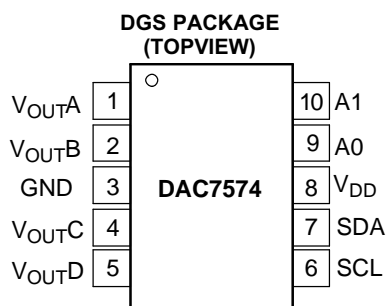 DGS PACKAGE
(TOPVIEW)
VOUTA 1 10 A1
VOUTB 2 9 A0
GND 3 DAC7574 8 VDD
VOUTC 4 7 SDA
VOUTD 5 6 SCL